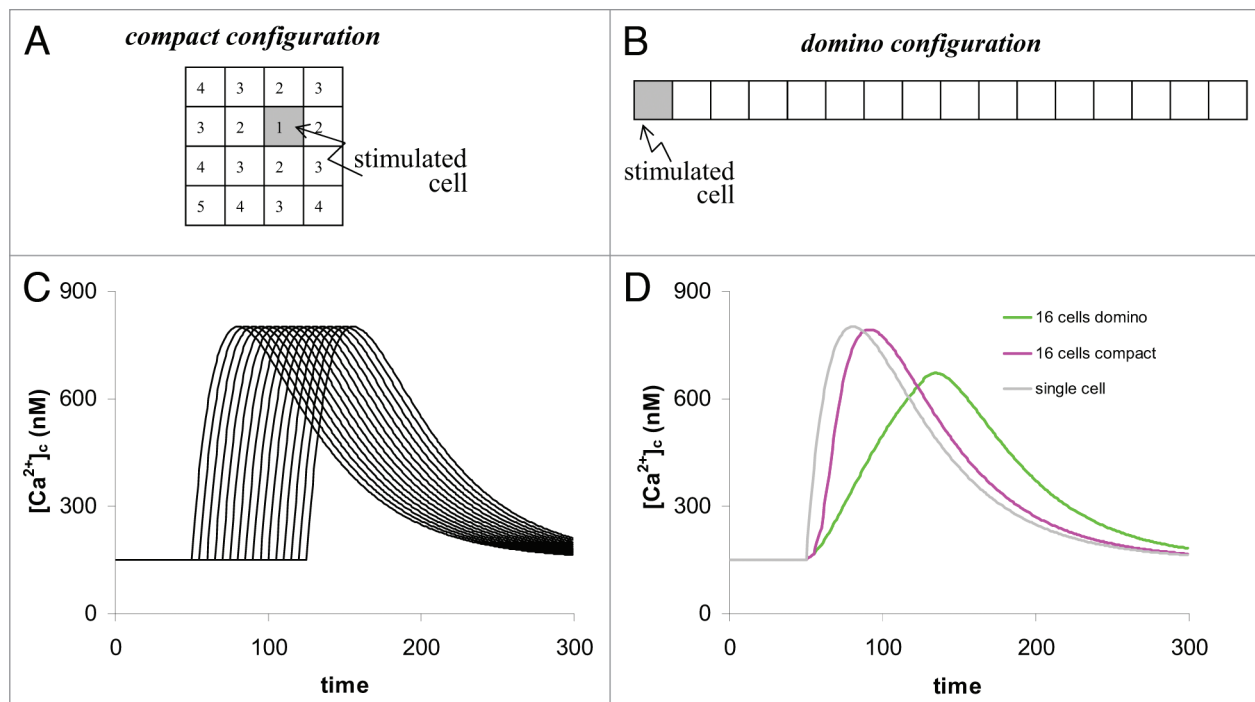 A
compact configuration
4 3 2 3
3 2 1 2
4 3 2 3
5 4 3 4
stimulated
cell
B
domino configuration
stimulated
cell
C
900
600
300
0
[Ca²⁺]c (nM)
0 100 200 300
time
D
900
600
300
0
[Ca²⁺]c (nM)
16 cells domino
16 cells compact
single cell
0 100 200 300
time